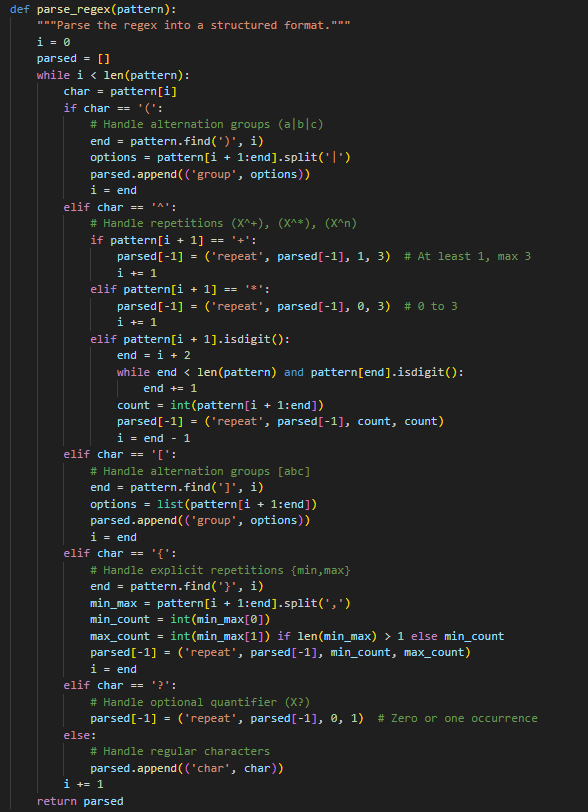 def parse_regex(pattern):
    """Parse the regex into a structured format."""
    i = 0
    parsed = []
    while i < len(pattern):
        char = pattern[i]
        if char == '(':
            # Handle alternation groups (a|b|c)
            end = pattern.find(')', i)
            options = pattern[i + 1:end].split('|')
            parsed.append(('group', options))
            i = end
        elif char == '^':
            # Handle repetitions (X^+), (X^*), (X^n)
            if pattern[i + 1] == '+':
                parsed[-1] = ('repeat', parsed[-1], 1, 3)  # At least 1, max 3
                i += 1
            elif pattern[i + 1] == '*':
                parsed[-1] = ('repeat', parsed[-1], 0, 3)  # 0 to 3
                i += 1
            elif pattern[i + 1].isdigit():
                end = i + 2
                while end < len(pattern) and pattern[end].isdigit():
                    end += 1
                count = int(pattern[i + 1:end])
                parsed[-1] = ('repeat', parsed[-1], count, count)
                i = end - 1
        elif char == '[':
            # Handle alternation groups [abc]
            end = pattern.find(']', i)
            options = list(pattern[i + 1:end])
            parsed.append(('group', options))
            i = end
        elif char == '{':
            # Handle explicit repetitions {min,max}
            end = pattern.find('}', i)
            min_max = pattern[i + 1:end].split(',')
            min_count = int(min_max[0])
            max_count = int(min_max[1]) if len(min_max) > 1 else min_count
            parsed[-1] = ('repeat', parsed[-1], min_count, max_count)
            i = end
        elif char == '?':
            # Handle optional quantifier (X?)
            parsed[-1] = ('repeat', parsed[-1], 0, 1)  # Zero or one occurrence
        else:
            # Handle regular characters
            parsed.append(('char', char))
        i += 1
    return parsed